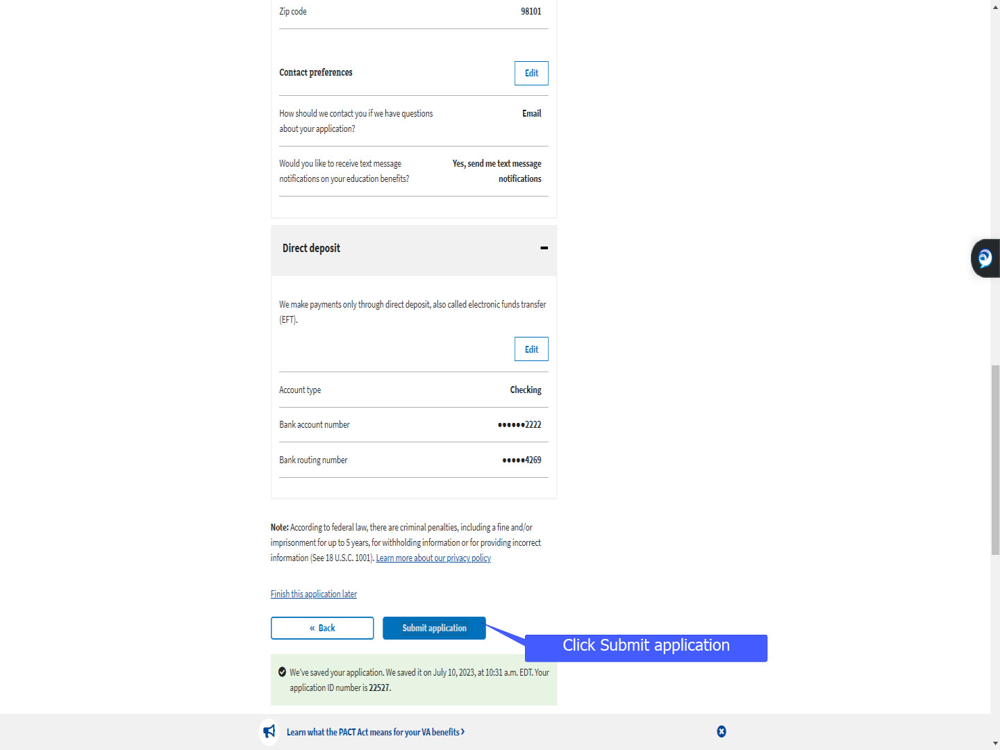 Zip code 98101
Contact preferences Edit
How should we contact you if we have questions Email
about your application?
Would you like to receive text message Yes, send me text message
notifications on your education benefits? notifications
Direct deposit
We make payments only through direct deposit, also called electronic funds transfer
(EFT).
Edit
Account type Checking
Bank account number ●●●●●●2222
Bank routing number ●●●●●4269
Note: According to federal law, there are criminal penalties, including a fine and/or
imprisonment for up to 5 years, for withholding information or for providing incorrect
information (See 18 U.S.C. 1001). Learn more about our privacy policy
Finish this application later
« Back Submit application
Click Submit application
We've saved your application. We saved it on July 10, 2023, at 10:31 a.m. EDT. Your
application ID number is 22527.
Learn what the PACT Act means for your VA benefits ›